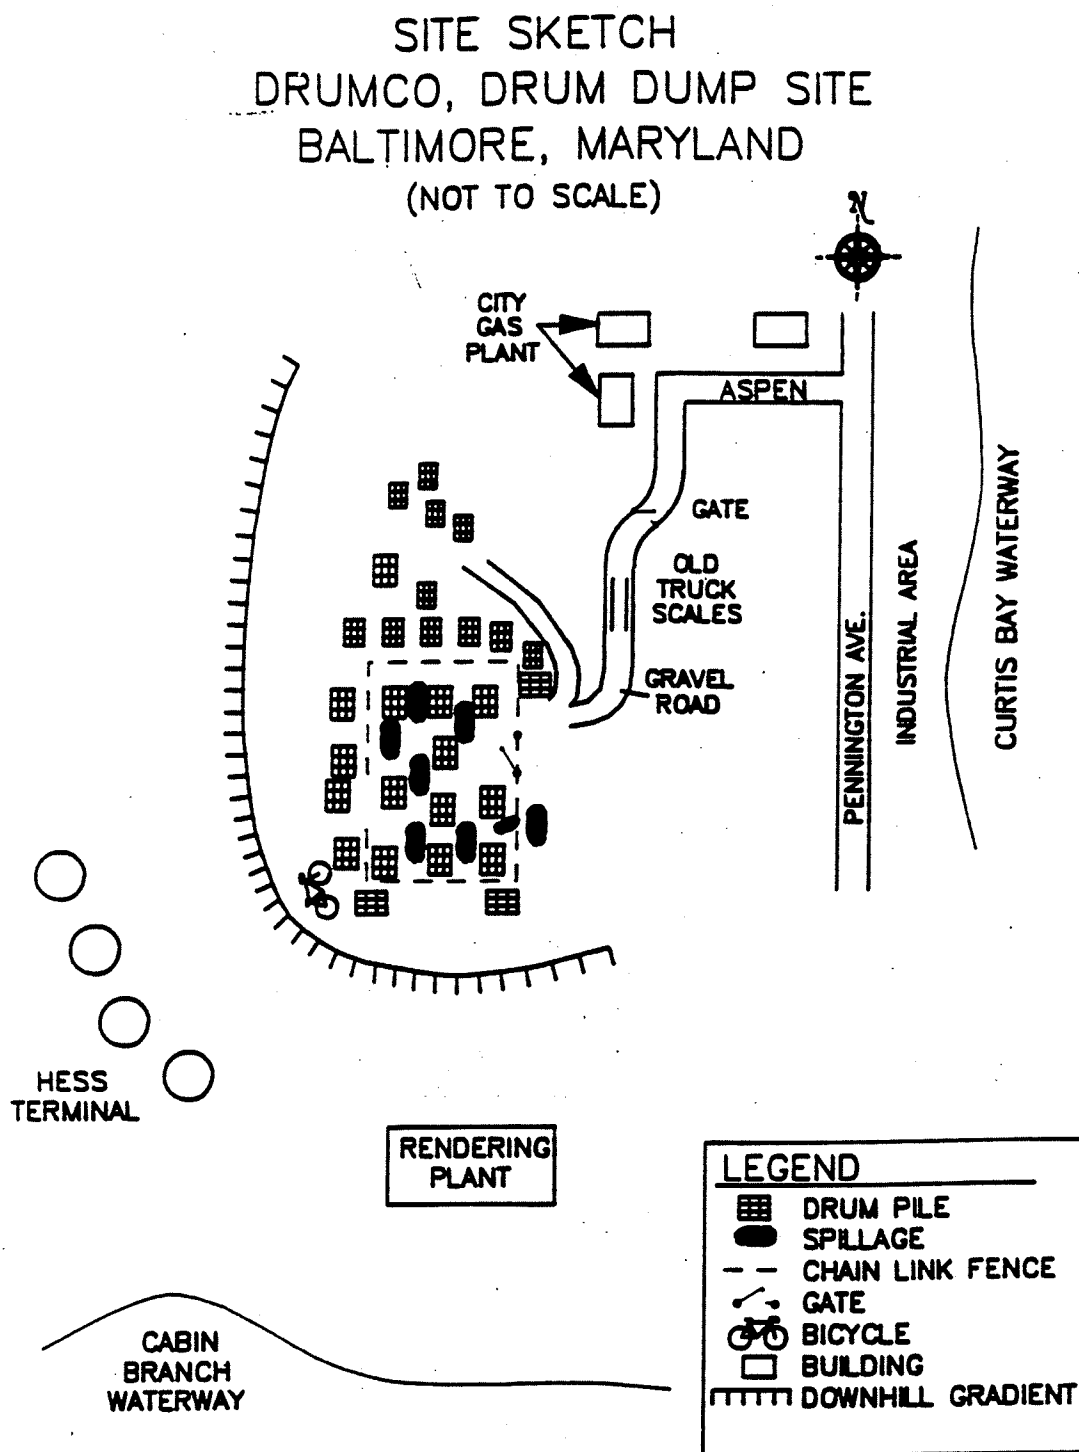 SITE SKETCH
DRUMCO, DRUM DUMP SITE
BALTIMORE, MARYLAND
(NOT TO SCALE)
N
CITY
GAS
PLANT
ASPEN
GATE
OLD
TRUCK
SCALES
GRAVEL
ROAD
PENNINGTON AVE.
INDUSTRIAL AREA
CURTIS BAY WATERWAY
HESS
TERMINAL
RENDERING
PLANT
CABIN
BRANCH
WATERWAY
LEGEND
DRUM PILE
SPILLAGE
CHAIN LINK FENCE
GATE
BICYCLE
BUILDING
DOWNHILL GRADIENT